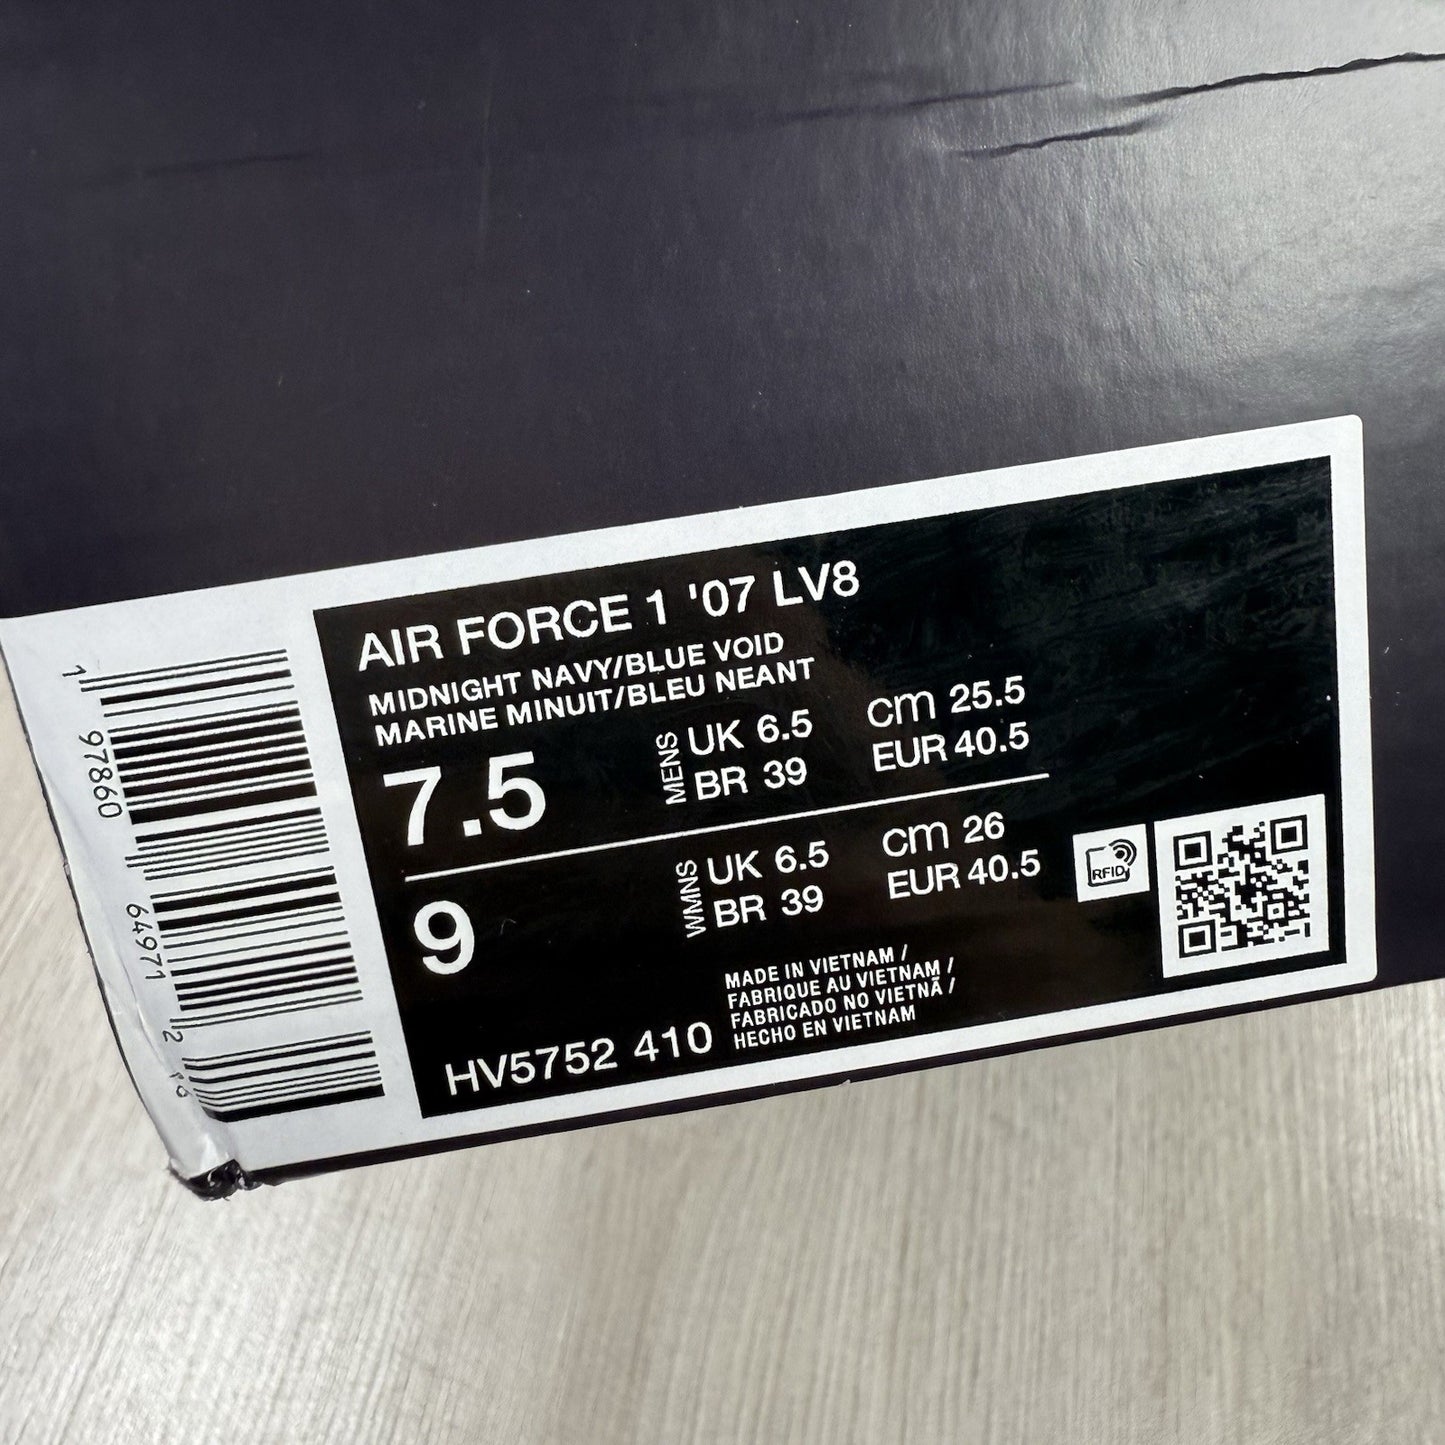 AIR FORCE 1 '07 LV8
MIDNIGHT NAVY/BLUE VOID
MARINE MINUIT/BLEU NEANT
7.5 MENS UK 6.5 cm 25.5
BR 39 EUR 40.5
9 WMNS UK 6.5 cm 26
BR 39 EUR 40.5
RFID
MADE IN VIETNAM /
FABRIQUE AU VIETNAM /
FABRICADO NO VIETNÃ /
HECHO EN VIETNAM
HV5752 410
1 97860 64971 2